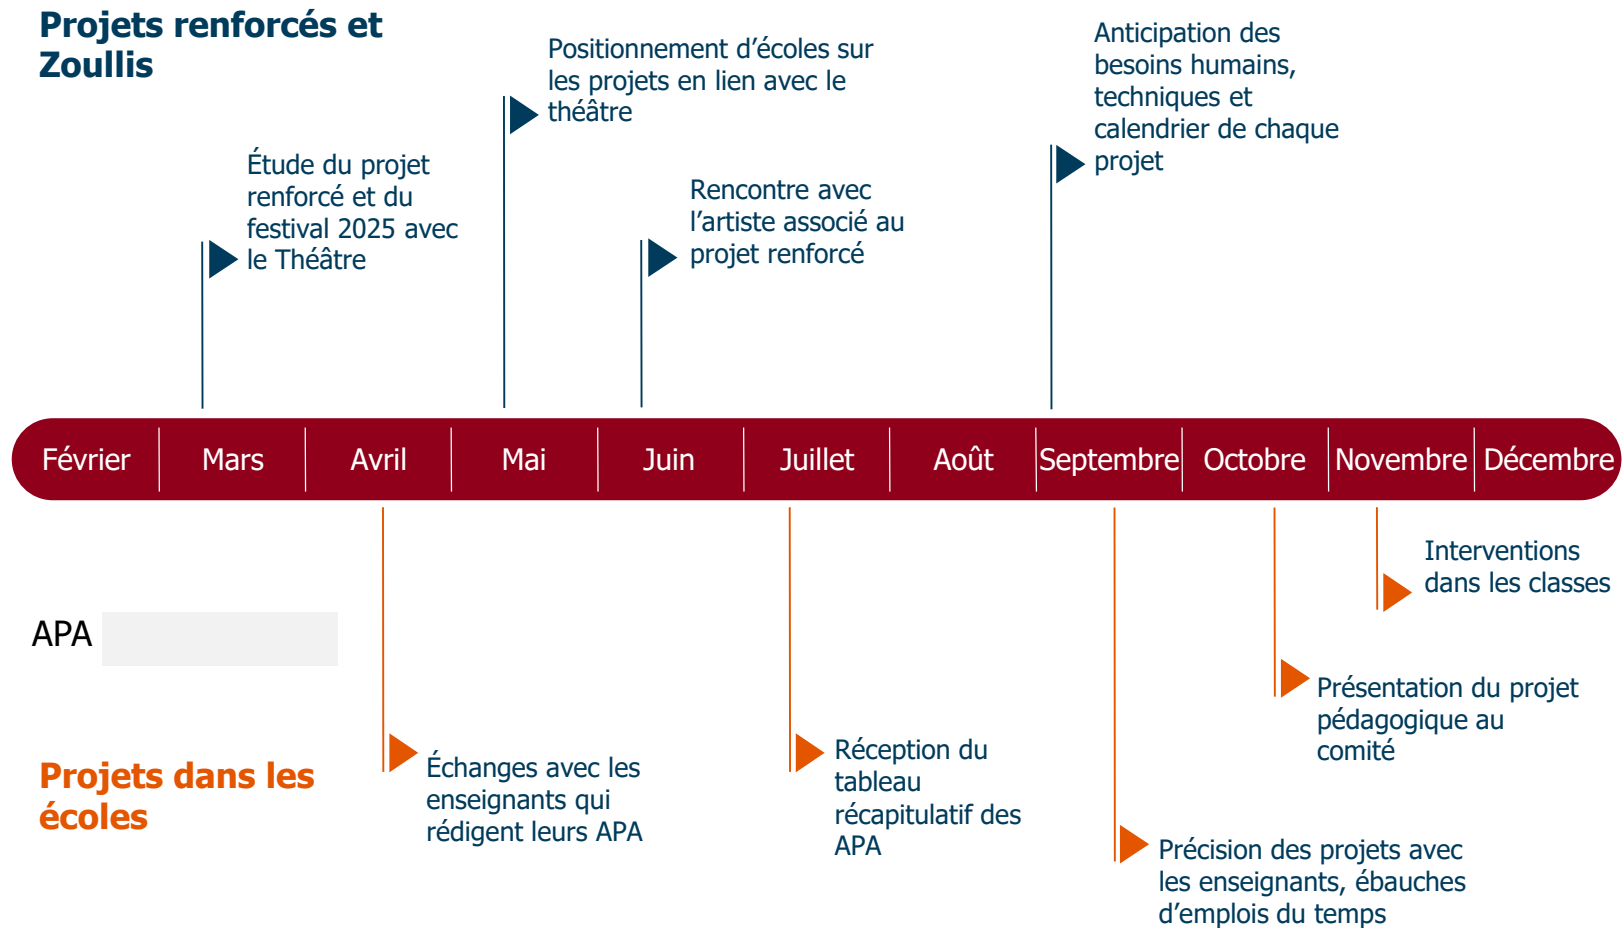 Projets renforcés et
Zoullis
Étude du projet
renforcé et du
festival 2025 avec
le Théâtre
Positionnement d’écoles sur
les projets en lien avec le
théâtre
Rencontre avec
l’artiste associé au
projet renforcé
Anticipation des
besoins humains,
techniques et
calendrier de chaque
projet
Février
Mars
Avril
Mai
Juin
Juillet
Août
Septembre
Octobre
Novembre
Décembre
APA
Projets dans les
écoles
Échanges avec les
enseignants qui
rédigent leurs APA
Réception du
tableau
récapitulatif des
APA
Précision des projets avec
les enseignants, ébauches
d’emplois du temps
Présentation du projet
pédagogique au
comité
Interventions
dans les classes